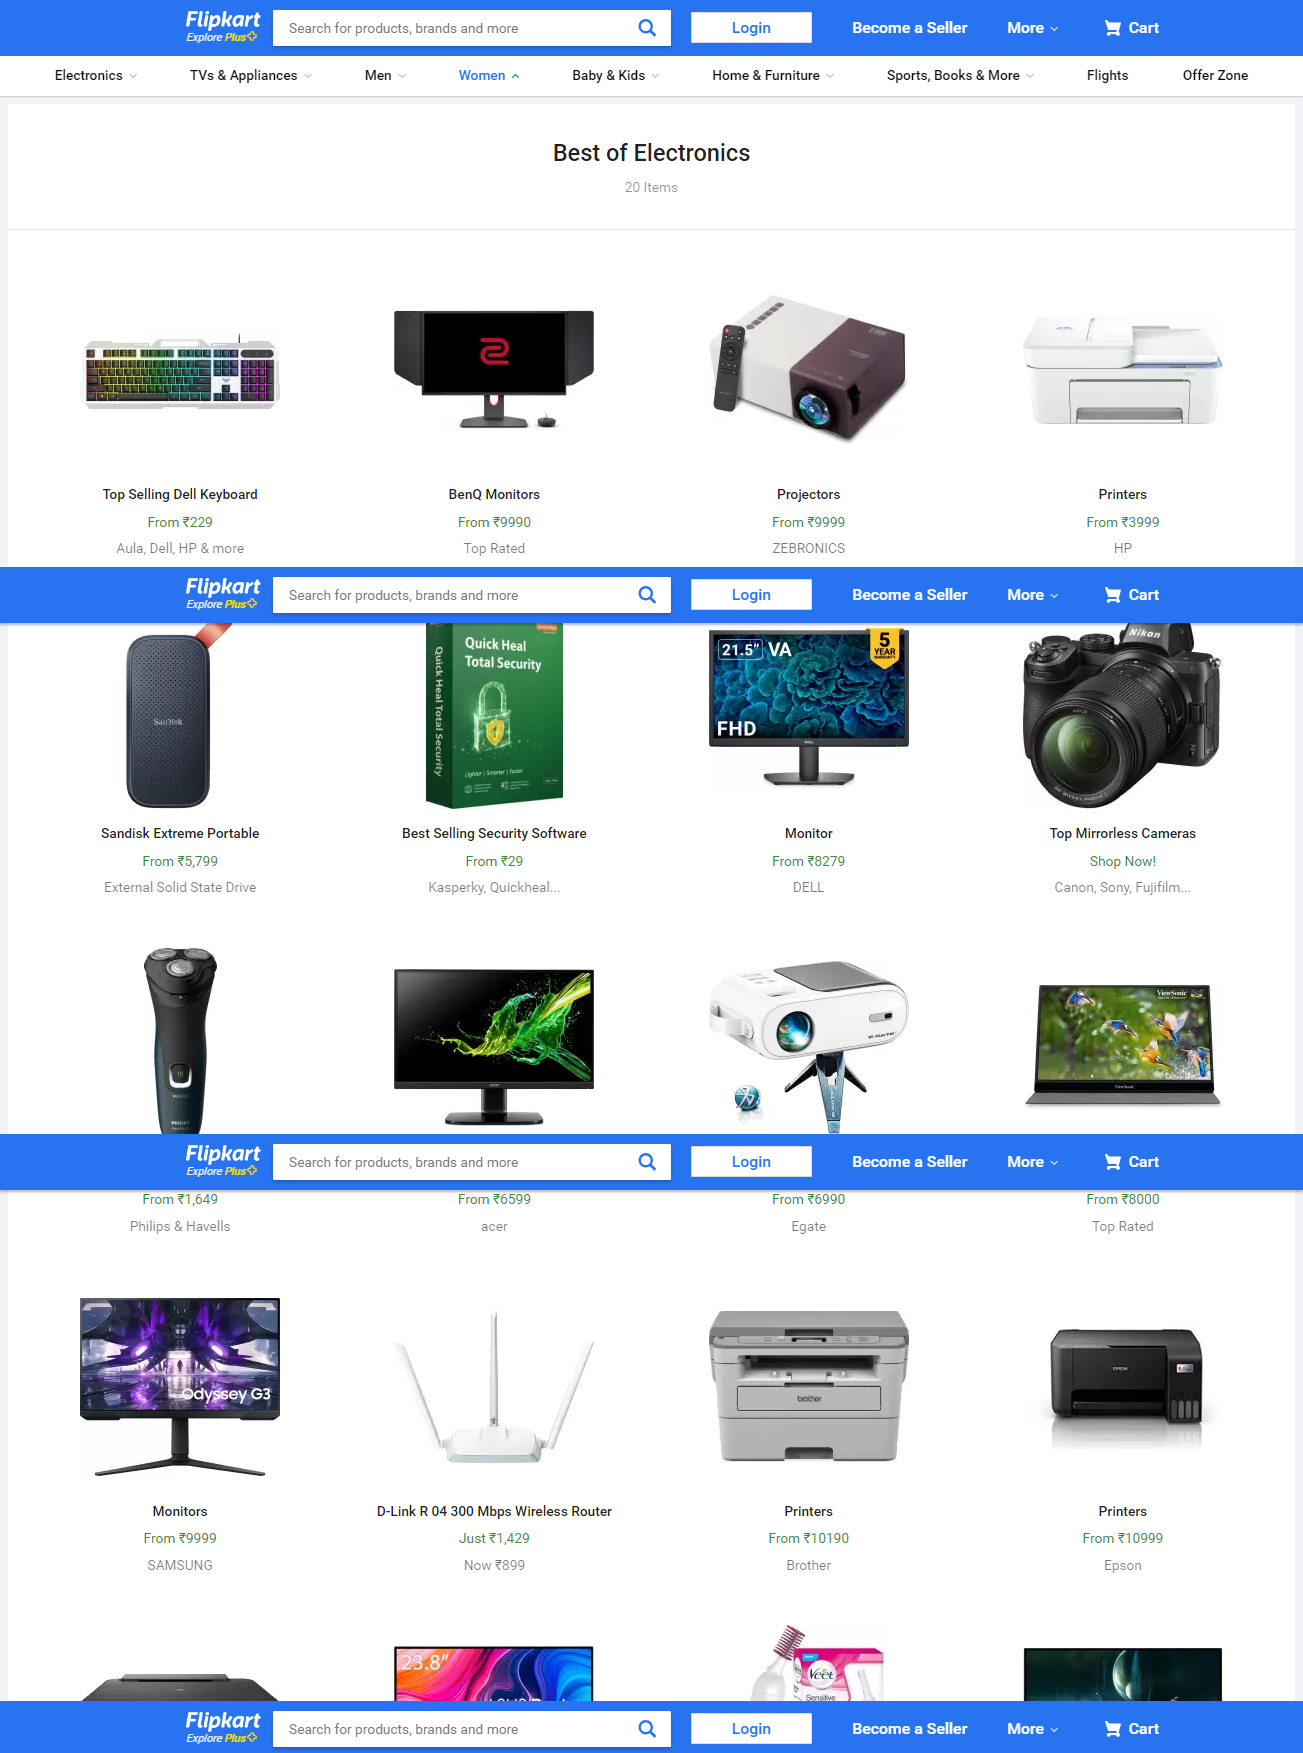 Flipkart
Explore Plus
Search for products, brands and more
Login
Become a Seller
More
Cart
Electronics
TVs & Appliances
Men
Women
Baby & Kids
Home & Furniture
Sports, Books & More
Flights
Offer Zone
Best of Electronics
20 Items
Top Selling Dell Keyboard
From ₹229
Aula, Dell, HP & more
BenQ Monitors
From ₹9990
Top Rated
Projectors
From ₹9999
ZEBRONICS
Printers
From ₹3999
HP
Flipkart
Explore Plus
Search for products, brands and more
Login
Become a Seller
More
Cart
SanDisk
Quick Heal
Total Security
Quick Heal Total Security
Lighter | Smarter | Faster
21.5" VA
5
YEAR
WARRANTY
FHD
Nikon
Sandisk Extreme Portable
From ₹5,799
External Solid State Drive
Best Selling Security Software
From ₹29
Kasperky, Quickheal...
Monitor
From ₹8279
DELL
Top Mirrorless Cameras
Shop Now!
Canon, Sony, Fujifilm...
PHILIPS
E GATE
ViewSonic
ViewSonic
Flipkart
Explore Plus
Search for products, brands and more
Login
Become a Seller
More
Cart
From ₹1,649
Philips & Havells
From ₹6599
acer
From ₹6990
Egate
From ₹8000
Top Rated
Odyssey G3
brother
EPSON
Monitors
From ₹9999
SAMSUNG
D-Link R 04 300 Mbps Wireless Router
Just ₹1,429
Now ₹899
Printers
From ₹10190
Brother
Printers
From ₹10999
Epson
23.8"
Veet
Sensitive
Flipkart
Explore Plus
Search for products, brands and more
Login
Become a Seller
More
Cart